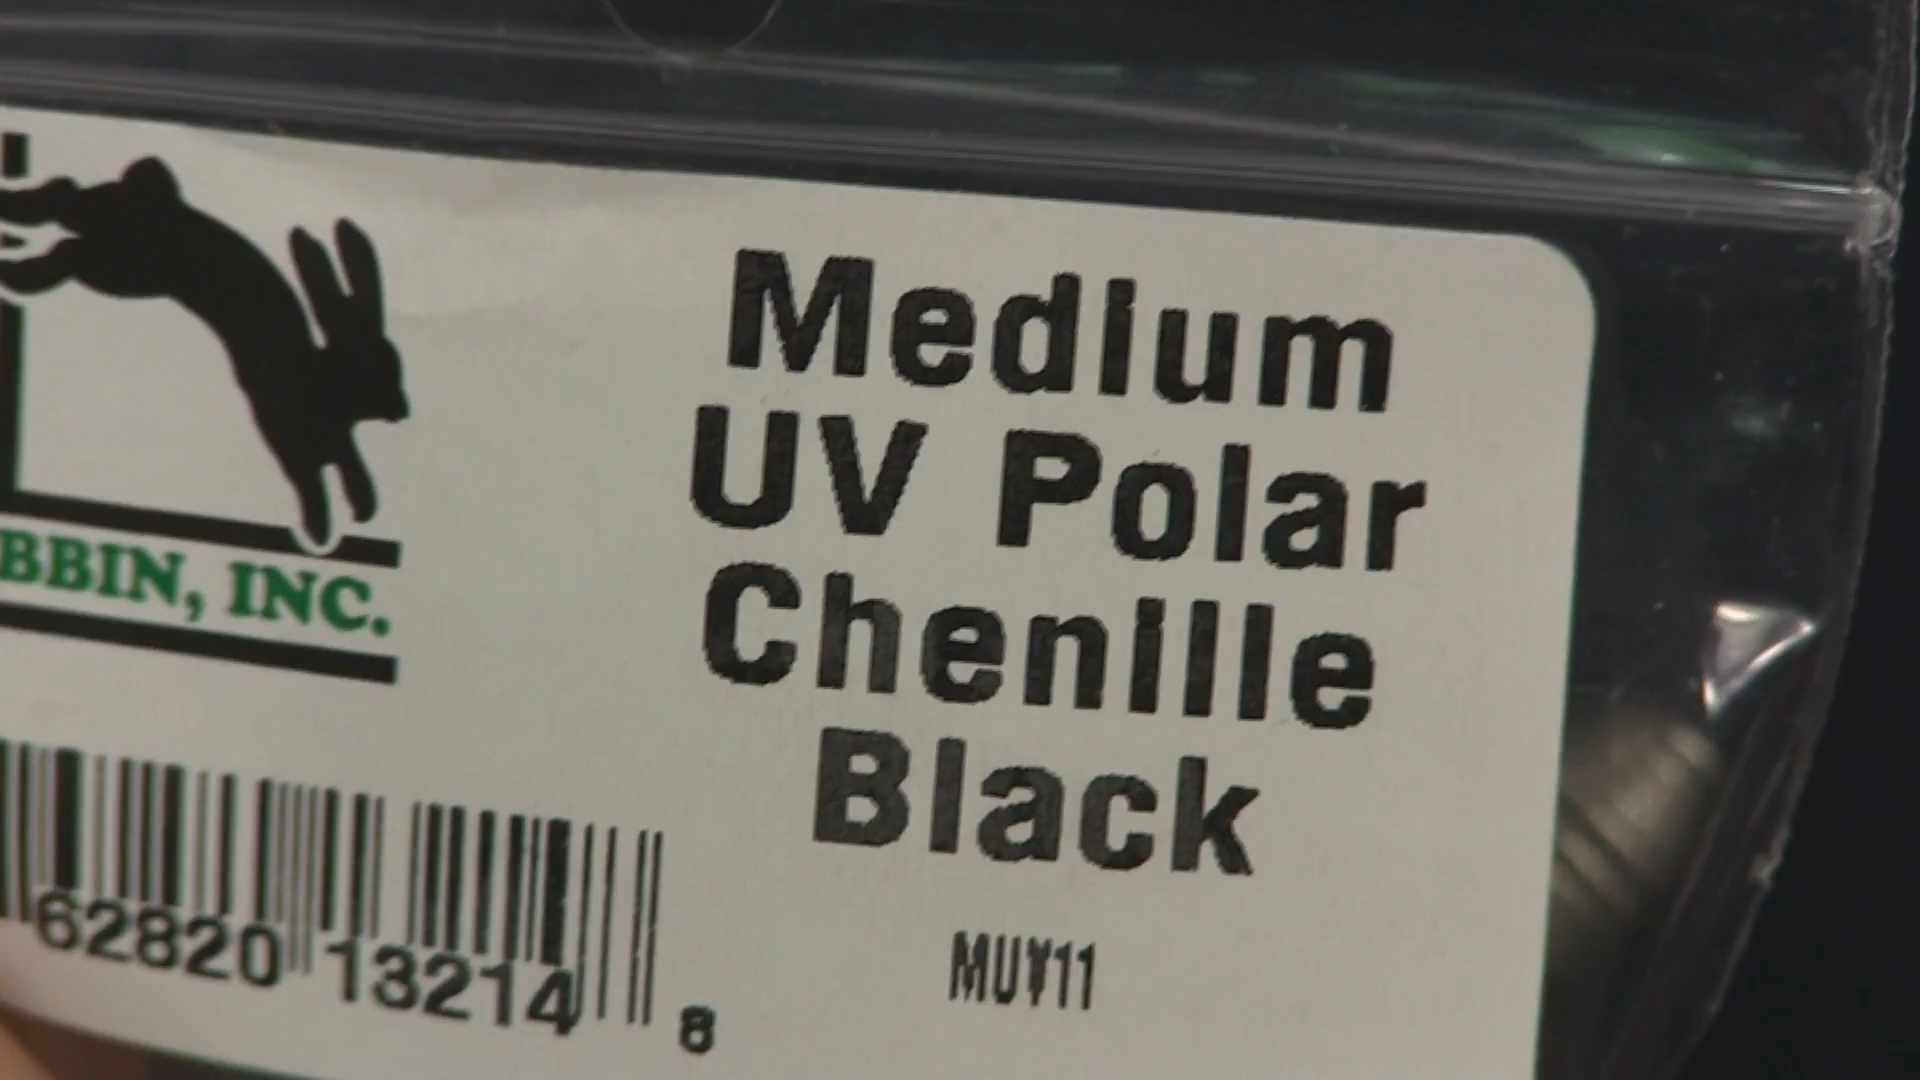 Medium
UV Polar
Chenille
Black
BBIN, INC.
62820 13214 8
MUV11